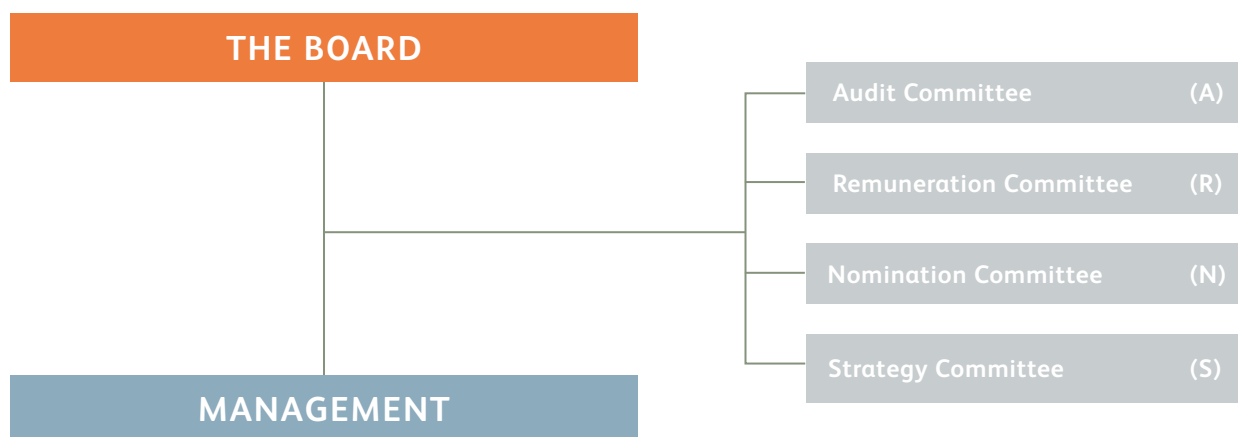 THE BOARD
Audit Committee (A)
Remuneration Committee (R)
Nomination Committee (N)
Strategy Committee (S)
MANAGEMENT